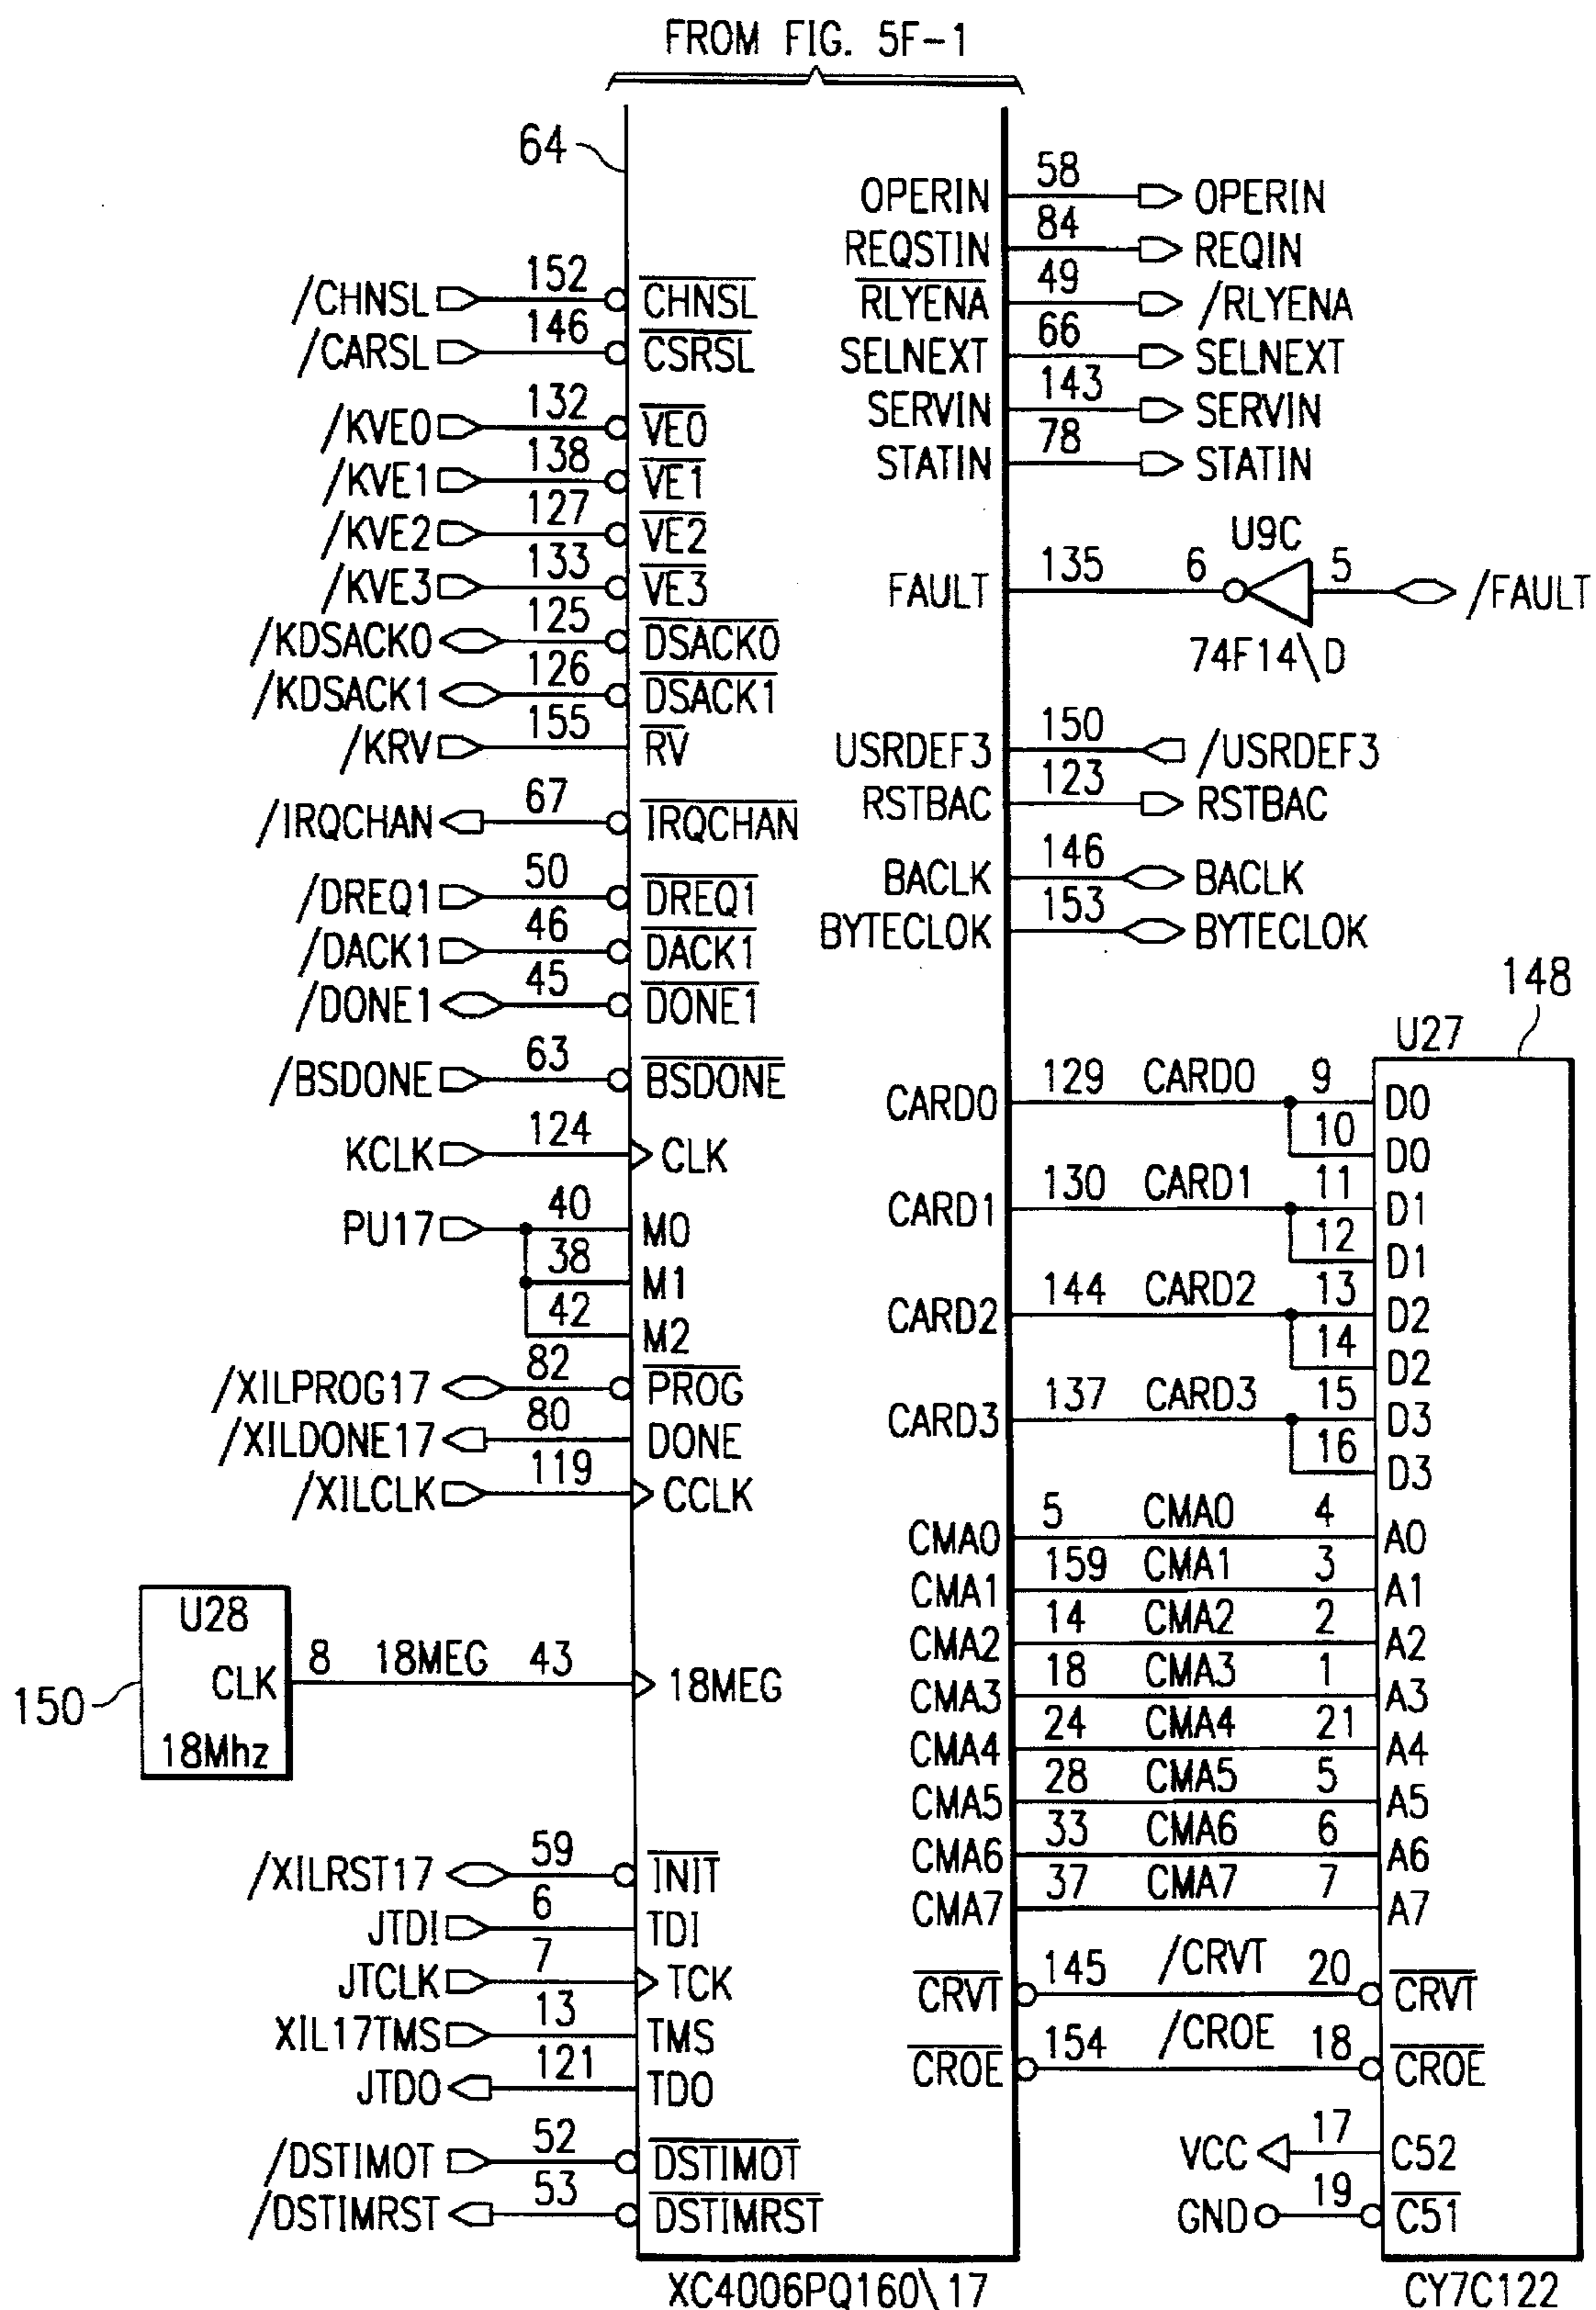 FROM FIG. 5F-1
64
/CHNSL 152 CHNSL
/CARSL 146 CSRSL
/KVE0 132 VE0
/KVE1 138 VE1
/KVE2 127 VE2
/KVE3 133 VE3
/KDSACK0 125 DSACK0
/KDSACK1 126 DSACK1
/KRV 155 RV
/IRQCHAN 67 IRQCHAN
/DREQ1 50 DREQ1
/DACK1 46 DACK1
/DONE1 45 DONE1
/BSDONE 63 BSDONE
KCLK 124 CLK
PU17 40 M0
38 M1
42 M2
/XILPROG17 82 PROG
/XILDONE17 80 DONE
/XILCLK 119 CCLK
U28
CLK 8 18MEG 43 18MEG
150
18Mhz
/XILRST17 59 INIT
JTDI 6 TDI
JTCLK 7 TCK
XIL17TMS 13 TMS
JTDO 121 TDO
/DSTIMOT 52 DSTIMOT
/DSTIMRST 53 DSTIMRST
OPERIN 58 OPERIN
REQSTIN 84 REQIN
RLYENA 49 /RLYENA
SELNEXT 66 SELNEXT
SERVIN 143 SERVIN
STATIN 78 STATIN
U9C
FAULT 135 6 5 /FAULT
74F14\D
USRDEF3 150 /USRDEF3
RSTBAC 123 RSTBAC
BACLK 146 BACLK
BYTECLOK 153 BYTECLOK
148
U27
CARD0 129 CARD0 9 D0
10 D0
CARD1 130 CARD1 11 D1
12 D1
CARD2 144 CARD2 13 D2
14 D2
CARD3 137 CARD3 15 D3
16 D3
CMA0 5 CMA0 4 A0
CMA1 159 CMA1 3 A1
CMA2 14 CMA2 2 A2
CMA3 18 CMA3 1 A3
CMA4 24 CMA4 21 A4
CMA5 28 CMA5 5 A5
CMA6 33 CMA6 6 A6
CMA7 37 CMA7 7 A7
CRVT 145 /CRVT 20 CRVT
CROE 154 /CROE 18 CROE
VCC 17 C52
GND 19 C51
XC4006PQ160\17
CY7C122